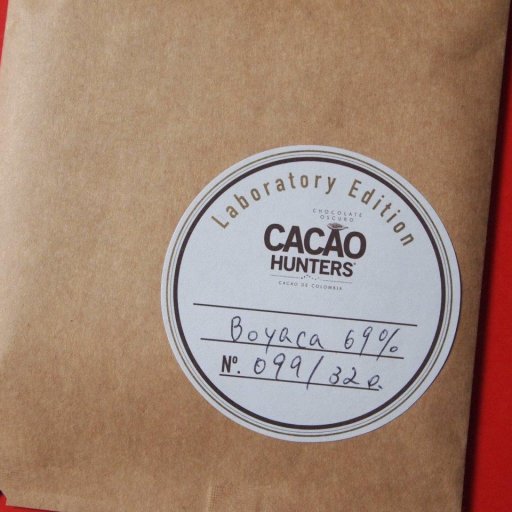 Laboratory Edition
CHOCOLATE
OSCURO
CACAO
HUNTERS®
CACAO DE COLOMBIA
Boyaca 69%
Nº. 099/320